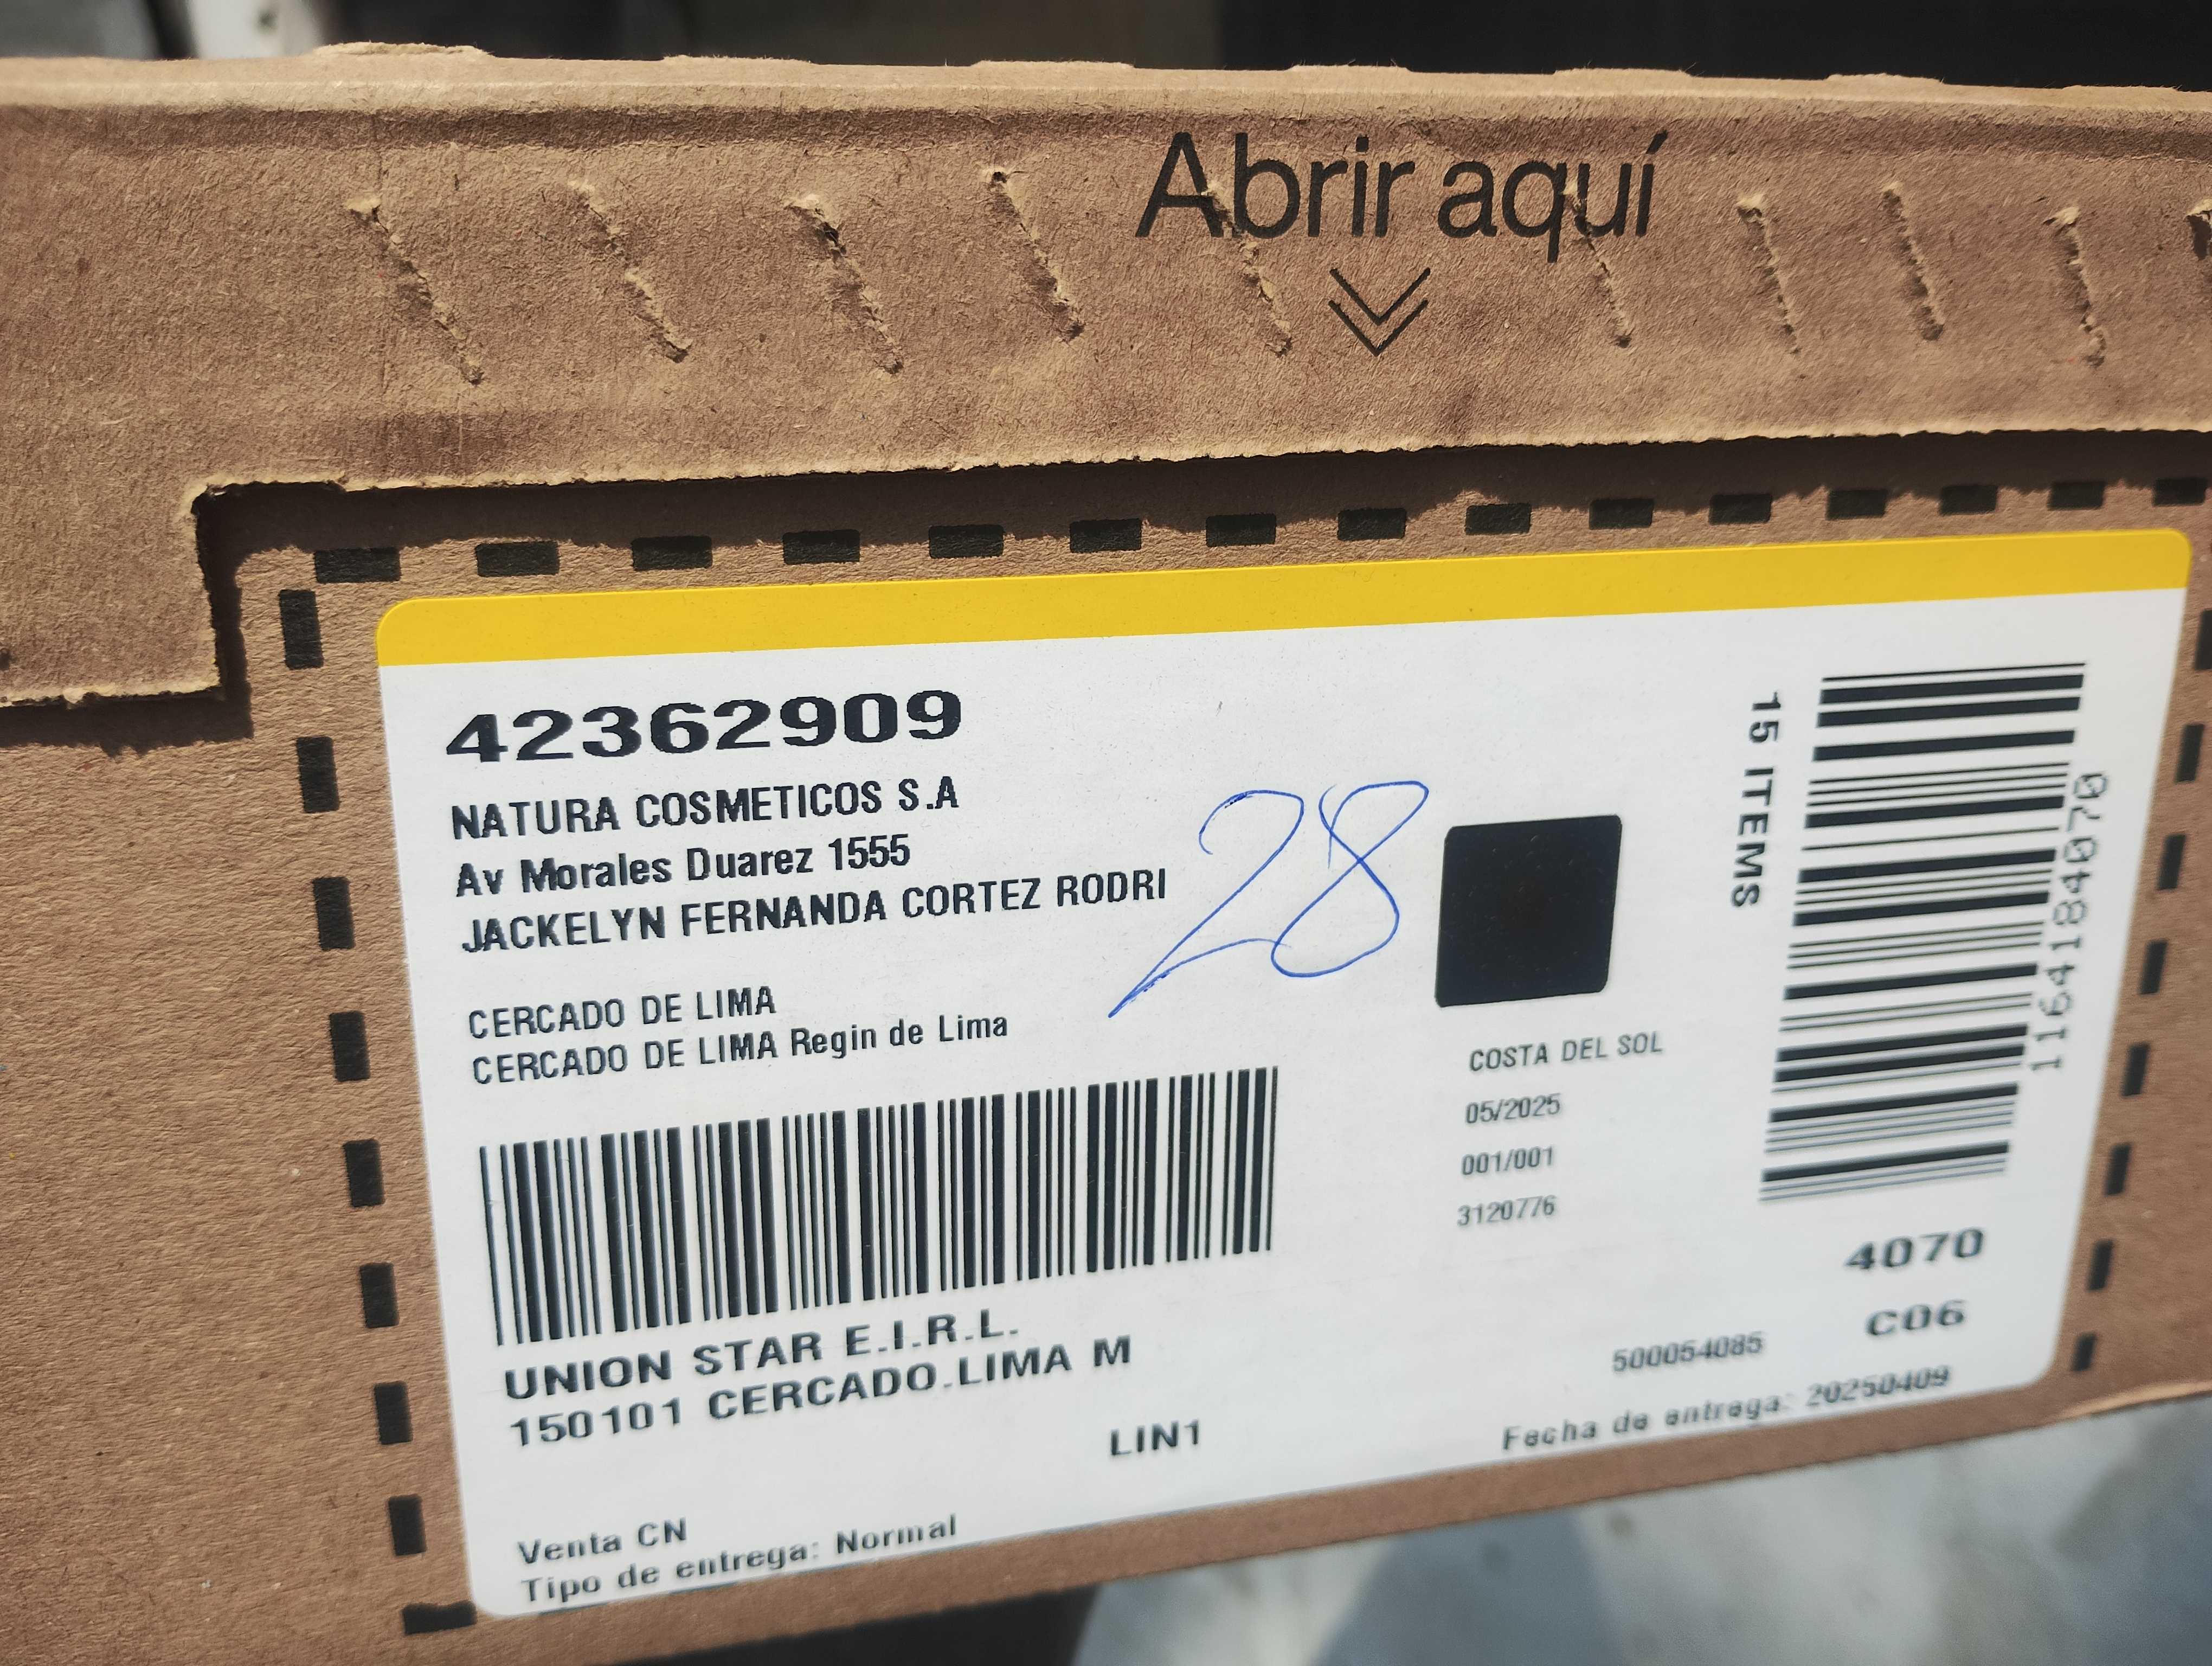 Abrir aquí
42362909
NATURA COSMETICOS S.A
Av Morales Duarez 1555
JACKELYN FERNANDA CORTEZ RODRI
28
CERCADO DE LIMA
CERCADO DE LIMA Regin de Lima
UNION STAR E.I.R.L.
150101 CERCADO.LIMA M
LIN1
Venta CN
Tipo de entrega: Normal
COSTA DEL SOL
05/2025
001/001
3120776
15 ITEMS
1164184070
4070
C06
500054085
Fecha de entrega: 20250409